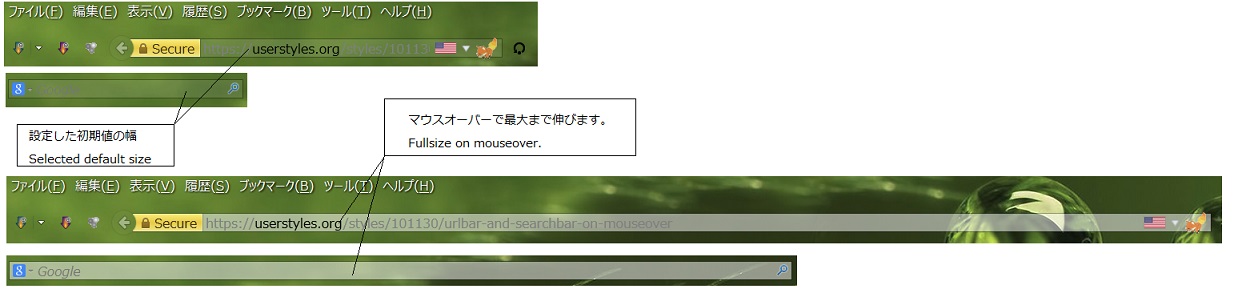 ファイル(F) 編集(E) 表示(V) 履歴(S) ブックマーク(B) ツール(T) ヘルプ(H)
Secure https://userstyles.org/styles/10113
8 Google
設定した初期値の幅
Selected default size
マウスオーバーで最大まで伸びます。
Fullsize on mouseover.
ファイル(F) 編集(E) 表示(V) 履歴(S) ブックマーク(B) ツール(T) ヘルプ(H)
Secure https://userstyles.org/styles/101130/urlbar-and-searchbar-on-mouseover
8 Google